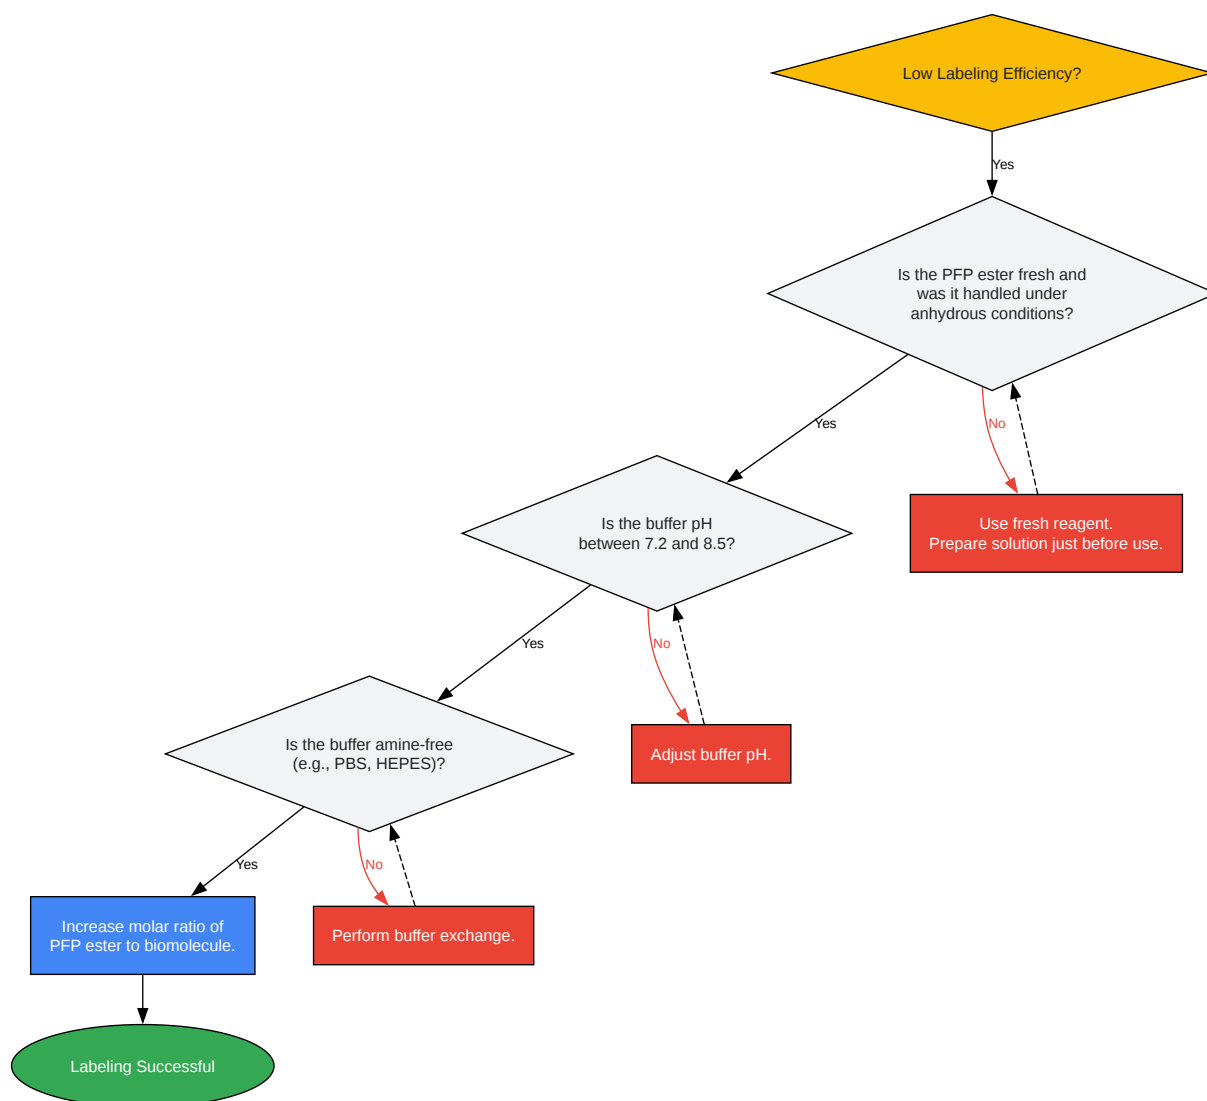 Low Labeling Efficiency?
Yes
Is the PFP ester fresh and
was it handled under
anhydrous conditions?
Yes
No
Is the buffer pH
between 7.2 and 8.5?
Use fresh reagent.
Prepare solution just before use.
Yes
No
Is the buffer amine-free
(e.g., PBS, HEPES)?
Adjust buffer pH.
Yes
No
Increase molar ratio of
PFP ester to biomolecule.
Perform buffer exchange.
Labeling Successful